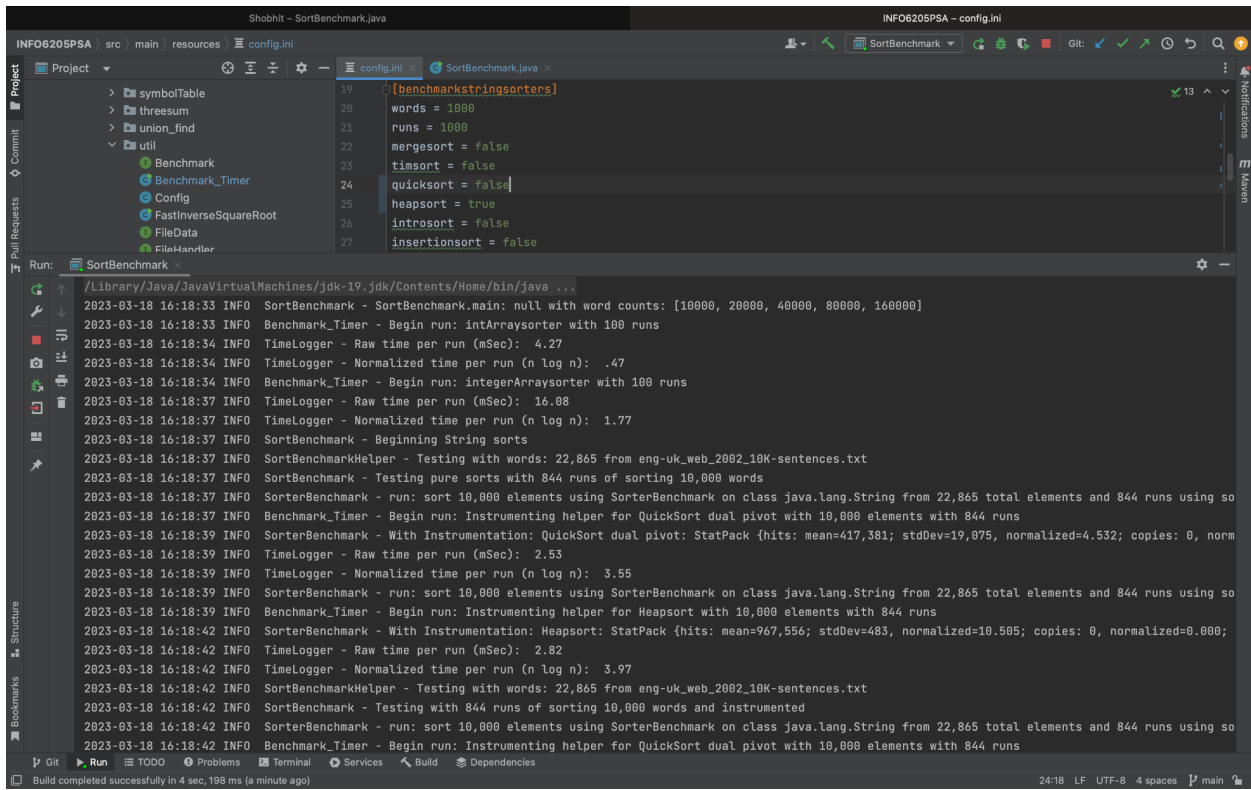 Shobhit – SortBenchmark.java
INFO6205PSA – config.ini
INFO6205PSA
src
main
resources
config.ini
SortBenchmark
Git:
Project
Project
config.ini
SortBenchmark.java
symbolTable
threesum
union_find
util
Benchmark
Benchmark_Timer
Config
FastInverseSquareRoot
FileData
FileHandler
19 [benchmarkstringsorters]
20 words = 1000
21 runs = 1000
22 mergesort = false
23 timsort = false
24 quicksort = false
25 heapsort = true
26 introsort = false
27 insertionsort = false
13
Notifications
Maven
Commit
Pull Requests
Run: SortBenchmark
/Library/Java/JavaVirtualMachines/jdk-19.jdk/Contents/Home/bin/java ...
2023-03-18 16:18:33 INFO SortBenchmark - SortBenchmark.main: null with word counts: [10000, 20000, 40000, 80000, 160000]
2023-03-18 16:18:33 INFO Benchmark_Timer - Begin run: intArraysorter with 100 runs
2023-03-18 16:18:34 INFO TimeLogger - Raw time per run (mSec): 4.27
2023-03-18 16:18:34 INFO TimeLogger - Normalized time per run (n log n): .47
2023-03-18 16:18:34 INFO Benchmark_Timer - Begin run: integerArraysorter with 100 runs
2023-03-18 16:18:37 INFO TimeLogger - Raw time per run (mSec): 16.08
2023-03-18 16:18:37 INFO TimeLogger - Normalized time per run (n log n): 1.77
2023-03-18 16:18:37 INFO SortBenchmark - Beginning String sorts
2023-03-18 16:18:37 INFO SortBenchmarkHelper - Testing with words: 22,865 from eng-uk_web_2002_10K-sentences.txt
2023-03-18 16:18:37 INFO SortBenchmark - Testing pure sorts with 844 runs of sorting 10,000 words
2023-03-18 16:18:37 INFO SorterBenchmark - run: sort 10,000 elements using SorterBenchmark on class java.lang.String from 22,865 total elements and 844 runs using so
2023-03-18 16:18:37 INFO Benchmark_Timer - Begin run: Instrumenting helper for QuickSort dual pivot with 10,000 elements with 844 runs
2023-03-18 16:18:39 INFO SorterBenchmark - With Instrumentation: QuickSort dual pivot: StatPack {hits: mean=417,381; stdDev=19,075, normalized=4.532; copies: 0, norm
2023-03-18 16:18:39 INFO TimeLogger - Raw time per run (mSec): 2.53
2023-03-18 16:18:39 INFO TimeLogger - Normalized time per run (n log n): 3.55
2023-03-18 16:18:39 INFO SorterBenchmark - run: sort 10,000 elements using SorterBenchmark on class java.lang.String from 22,865 total elements and 844 runs using so
2023-03-18 16:18:39 INFO Benchmark_Timer - Begin run: Instrumenting helper for Heapsort with 10,000 elements with 844 runs
2023-03-18 16:18:42 INFO SorterBenchmark - With Instrumentation: Heapsort: StatPack {hits: mean=967,556; stdDev=483, normalized=10.505; copies: 0, normalized=0.000;
2023-03-18 16:18:42 INFO TimeLogger - Raw time per run (mSec): 2.82
2023-03-18 16:18:42 INFO TimeLogger - Normalized time per run (n log n): 3.97
2023-03-18 16:18:42 INFO SortBenchmarkHelper - Testing with words: 22,865 from eng-uk_web_2002_10K-sentences.txt
2023-03-18 16:18:42 INFO SortBenchmark - Testing with 844 runs of sorting 10,000 words and instrumented
2023-03-18 16:18:42 INFO SorterBenchmark - run: sort 10,000 elements using SorterBenchmark on class java.lang.String from 22,865 total elements and 844 runs using so
2023-03-18 16:18:42 INFO Benchmark_Timer - Begin run: Instrumenting helper for QuickSort dual pivot with 10,000 elements with 844 runs
Structure
Bookmarks
Git
Run
TODO
Problems
Terminal
Services
Build
Dependencies
Build completed successfully in 4 sec, 198 ms (a minute ago)
24:18 LF UTF-8 4 spaces main